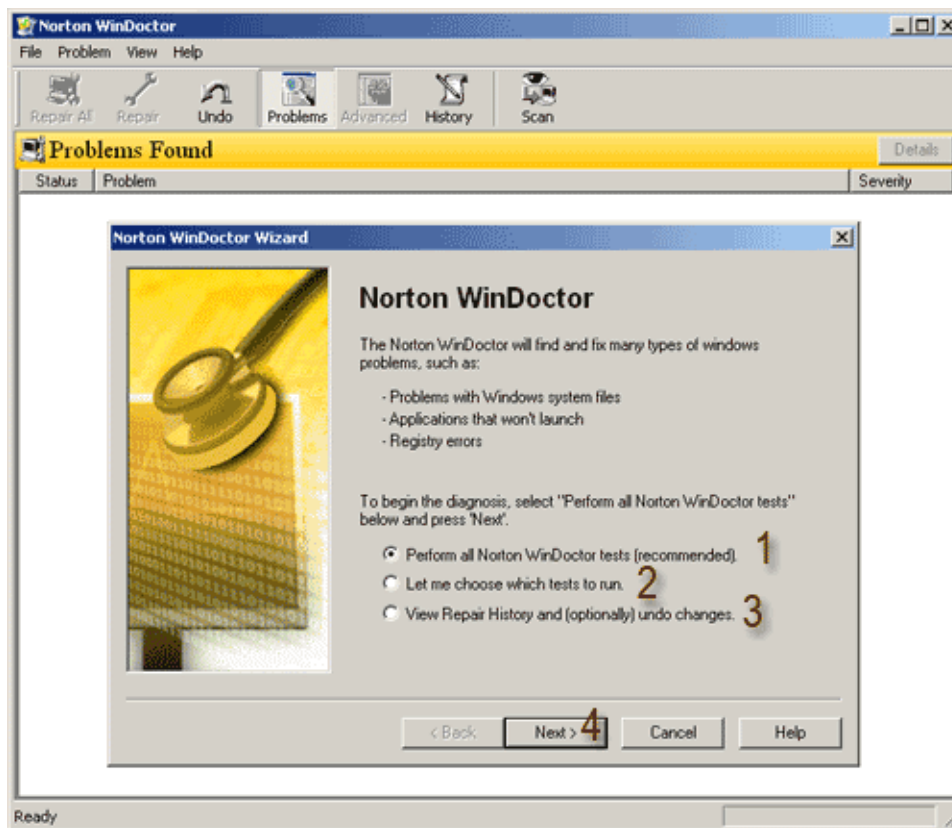 Norton WinDoctor
File Problem View Help
Repair All Repair Undo Problems Advanced History Scan
Problems Found
Details
Status Problem Severity
Norton WinDoctor Wizard
Norton WinDoctor
The Norton WinDoctor will find and fix many types of windows
problems, such as:
- Problems with Windows system files
- Applications that won't launch
- Registry errors
To begin the diagnosis, select "Perform all Norton WinDoctor tests"
below and press 'Next'.
Perform all Norton WinDoctor tests (recommended). 1
Let me choose which tests to run. 2
View Repair History and (optionally) undo changes. 3
< Back Next > 4 Cancel Help
Ready